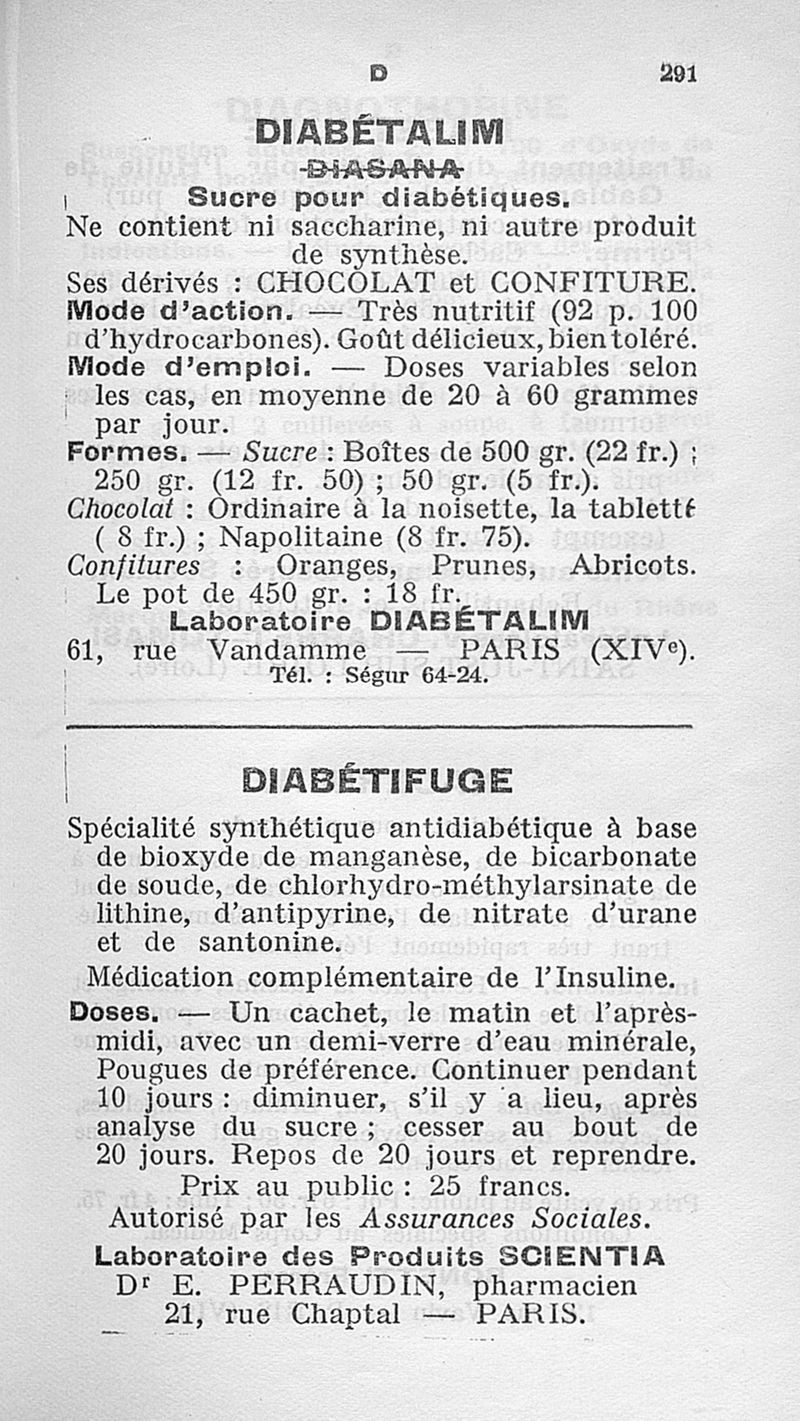 D 291
DIABÉTALIM
DIASANA
Sucre pour diabétiques.
Ne contient ni saccharine, ni autre produit
de synthèse.
Ses dérivés : CHOCOLAT et CONFITURE.
Mode d'action. — Très nutritif (92 p. 100
d'hydrocarbones). Goût délicieux, bien toléré.
Mode d'emploi. — Doses variables selon
les cas, en moyenne de 20 à 60 grammes
par jour.
Formes. — Sucre : Boîtes de 500 gr. (22 fr.) ;
250 gr. (12 fr. 50) ; 50 gr. (5 fr.).
Chocolat : Ordinaire à la noisette, la tablette
( 8 fr.) ; Napolitaine (8 fr. 75).
Confitures : Oranges, Prunes, Abricots.
Le pot de 450 gr. : 18 fr.
Laboratoire DIABÉTALIM
61, rue Vandamme — PARIS (XIVe).
Tél. : Ségur 64-24.
DIABÉTIFUGE
Spécialité synthétique antidiabétique à base
de bioxyde de manganèse, de bicarbonate
de soude, de chlorhydro-méthylarsinate de
lithine, d'antipyrine, de nitrate d'urane
et de santonine.
Médication complémentaire de l'Insuline.
Doses. — Un cachet, le matin et l'après-
midi, avec un demi-verre d'eau minérale,
Pougues de préférence. Continuer pendant
10 jours : diminuer, s'il y a lieu, après
analyse du sucre ; cesser au bout de
20 jours. Repos de 20 jours et reprendre.
Prix au public : 25 francs.
Autorisé par les Assurances Sociales.
Laboratoire des Produits SCIENTIA
Dr E. PERRAUDIN, pharmacien
21, rue Chaptal — PARIS.